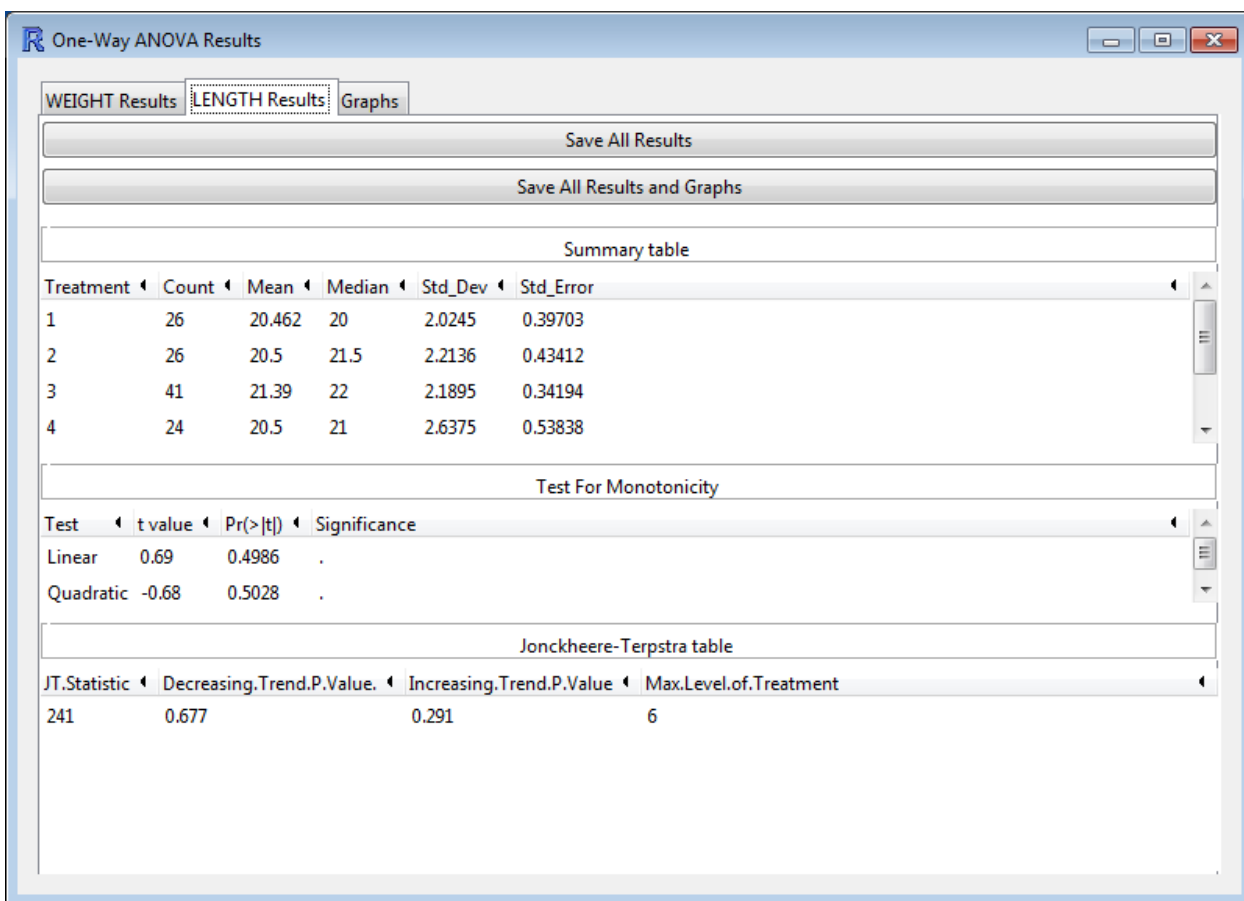 One-Way ANOVA Results
WEIGHT Results LENGTH Results Graphs
Save All Results
Save All Results and Graphs
Summary table
Treatment Count Mean Median Std_Dev Std_Error
1 26 20.462 20 2.0245 0.39703
2 26 20.5 21.5 2.2136 0.43412
3 41 21.39 22 2.1895 0.34194
4 24 20.5 21 2.6375 0.53838
Test For Monotonicity
Test t value Pr(>|t|) Significance
Linear 0.69 0.4986 .
Quadratic -0.68 0.5028 .
Jonckheere-Terpstra table
JT.Statistic Decreasing.Trend.P.Value. Increasing.Trend.P.Value Max.Level.of.Treatment
241 0.677 0.291 6